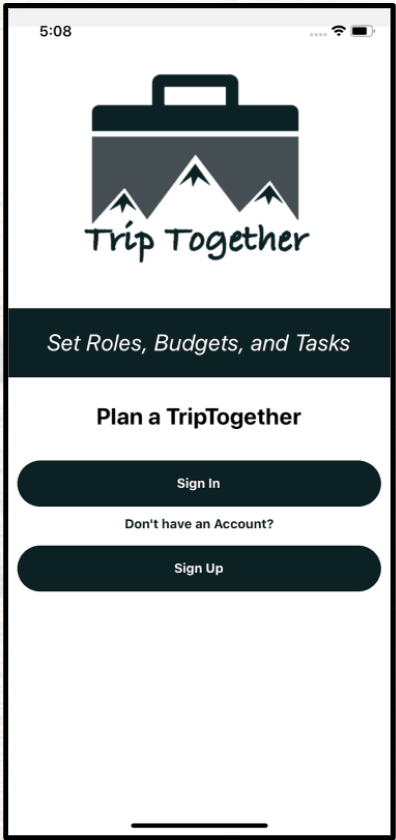 5:08
Trip Together
Set Roles, Budgets, and Tasks
Plan a TripTogether
Sign In
Don't have an Account?
Sign Up